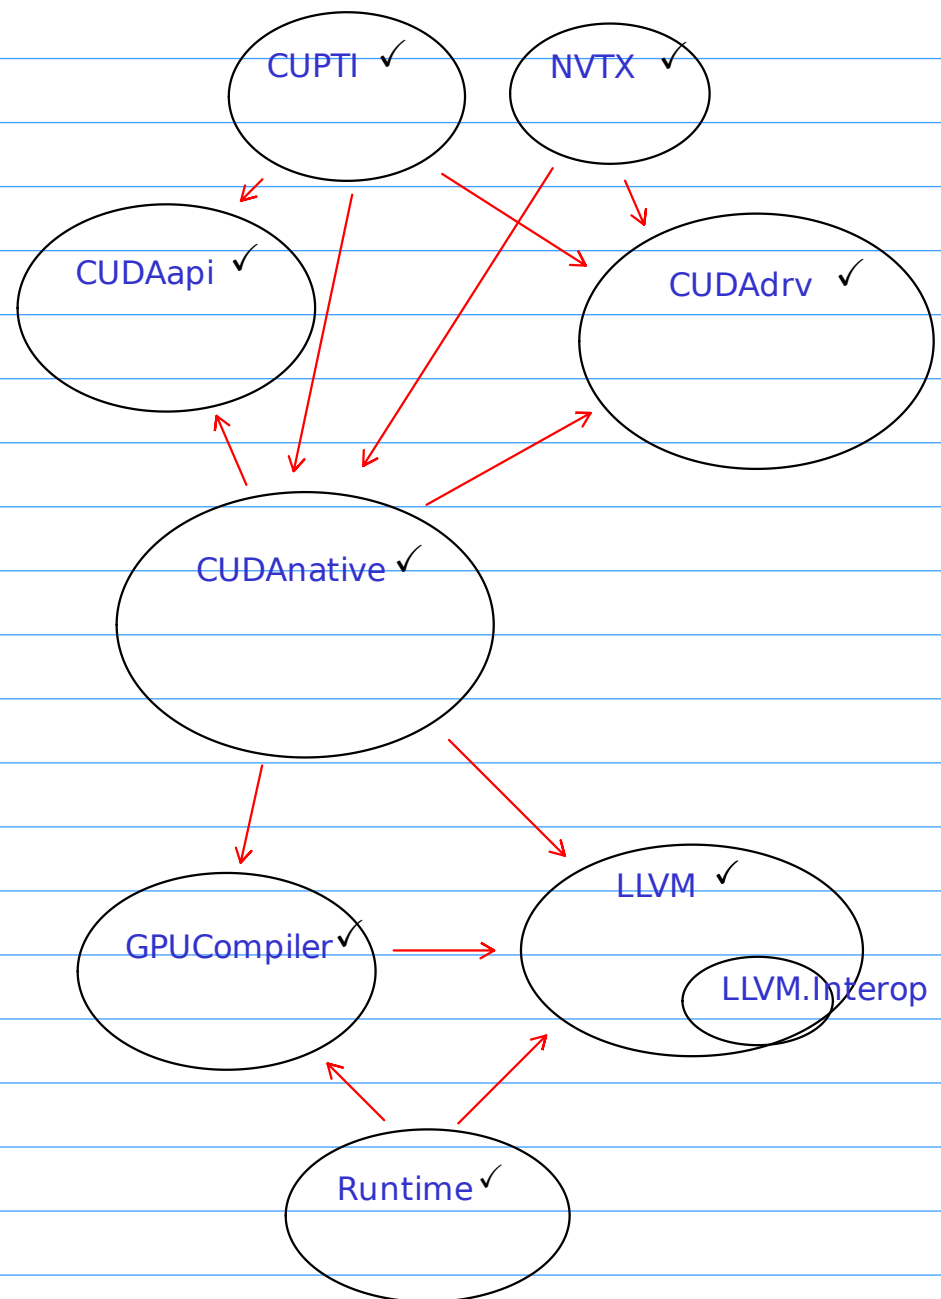 CUPTI ✓
NVTX ✓
CUDAapi ✓
CUDAdrv ✓
CUDAnative ✓
LLVM ✓
GPUCompiler ✓
LLVM.Interop
Runtime ✓